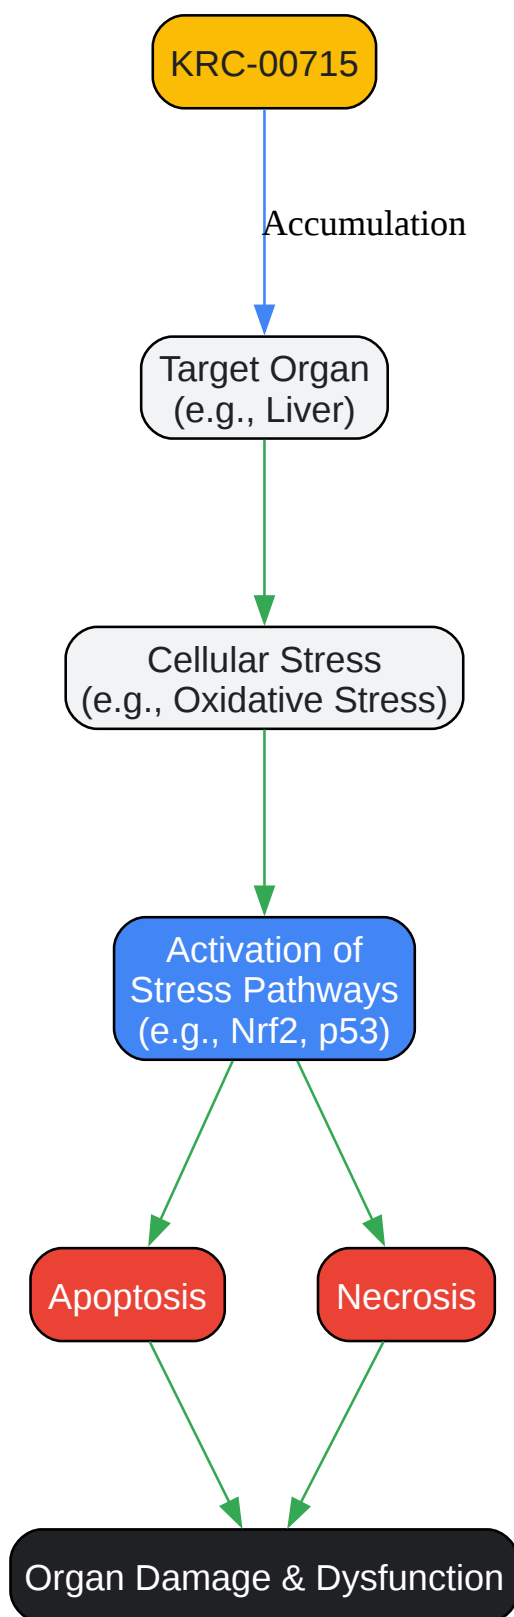 KRC-00715
Accumulation
Target Organ
(e.g., Liver)
Cellular Stress
(e.g., Oxidative Stress)
Activation of
Stress Pathways
(e.g., Nrf2, p53)
Apoptosis
Necrosis
Organ Damage & Dysfunction